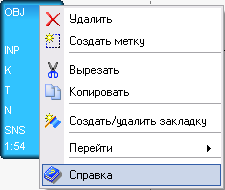 OBJ
INP
K
T
N
SNS
1:54
Удалить
Создать метку
Вырезать
Копировать
Создать/удалить закладку
Перейти
Справка